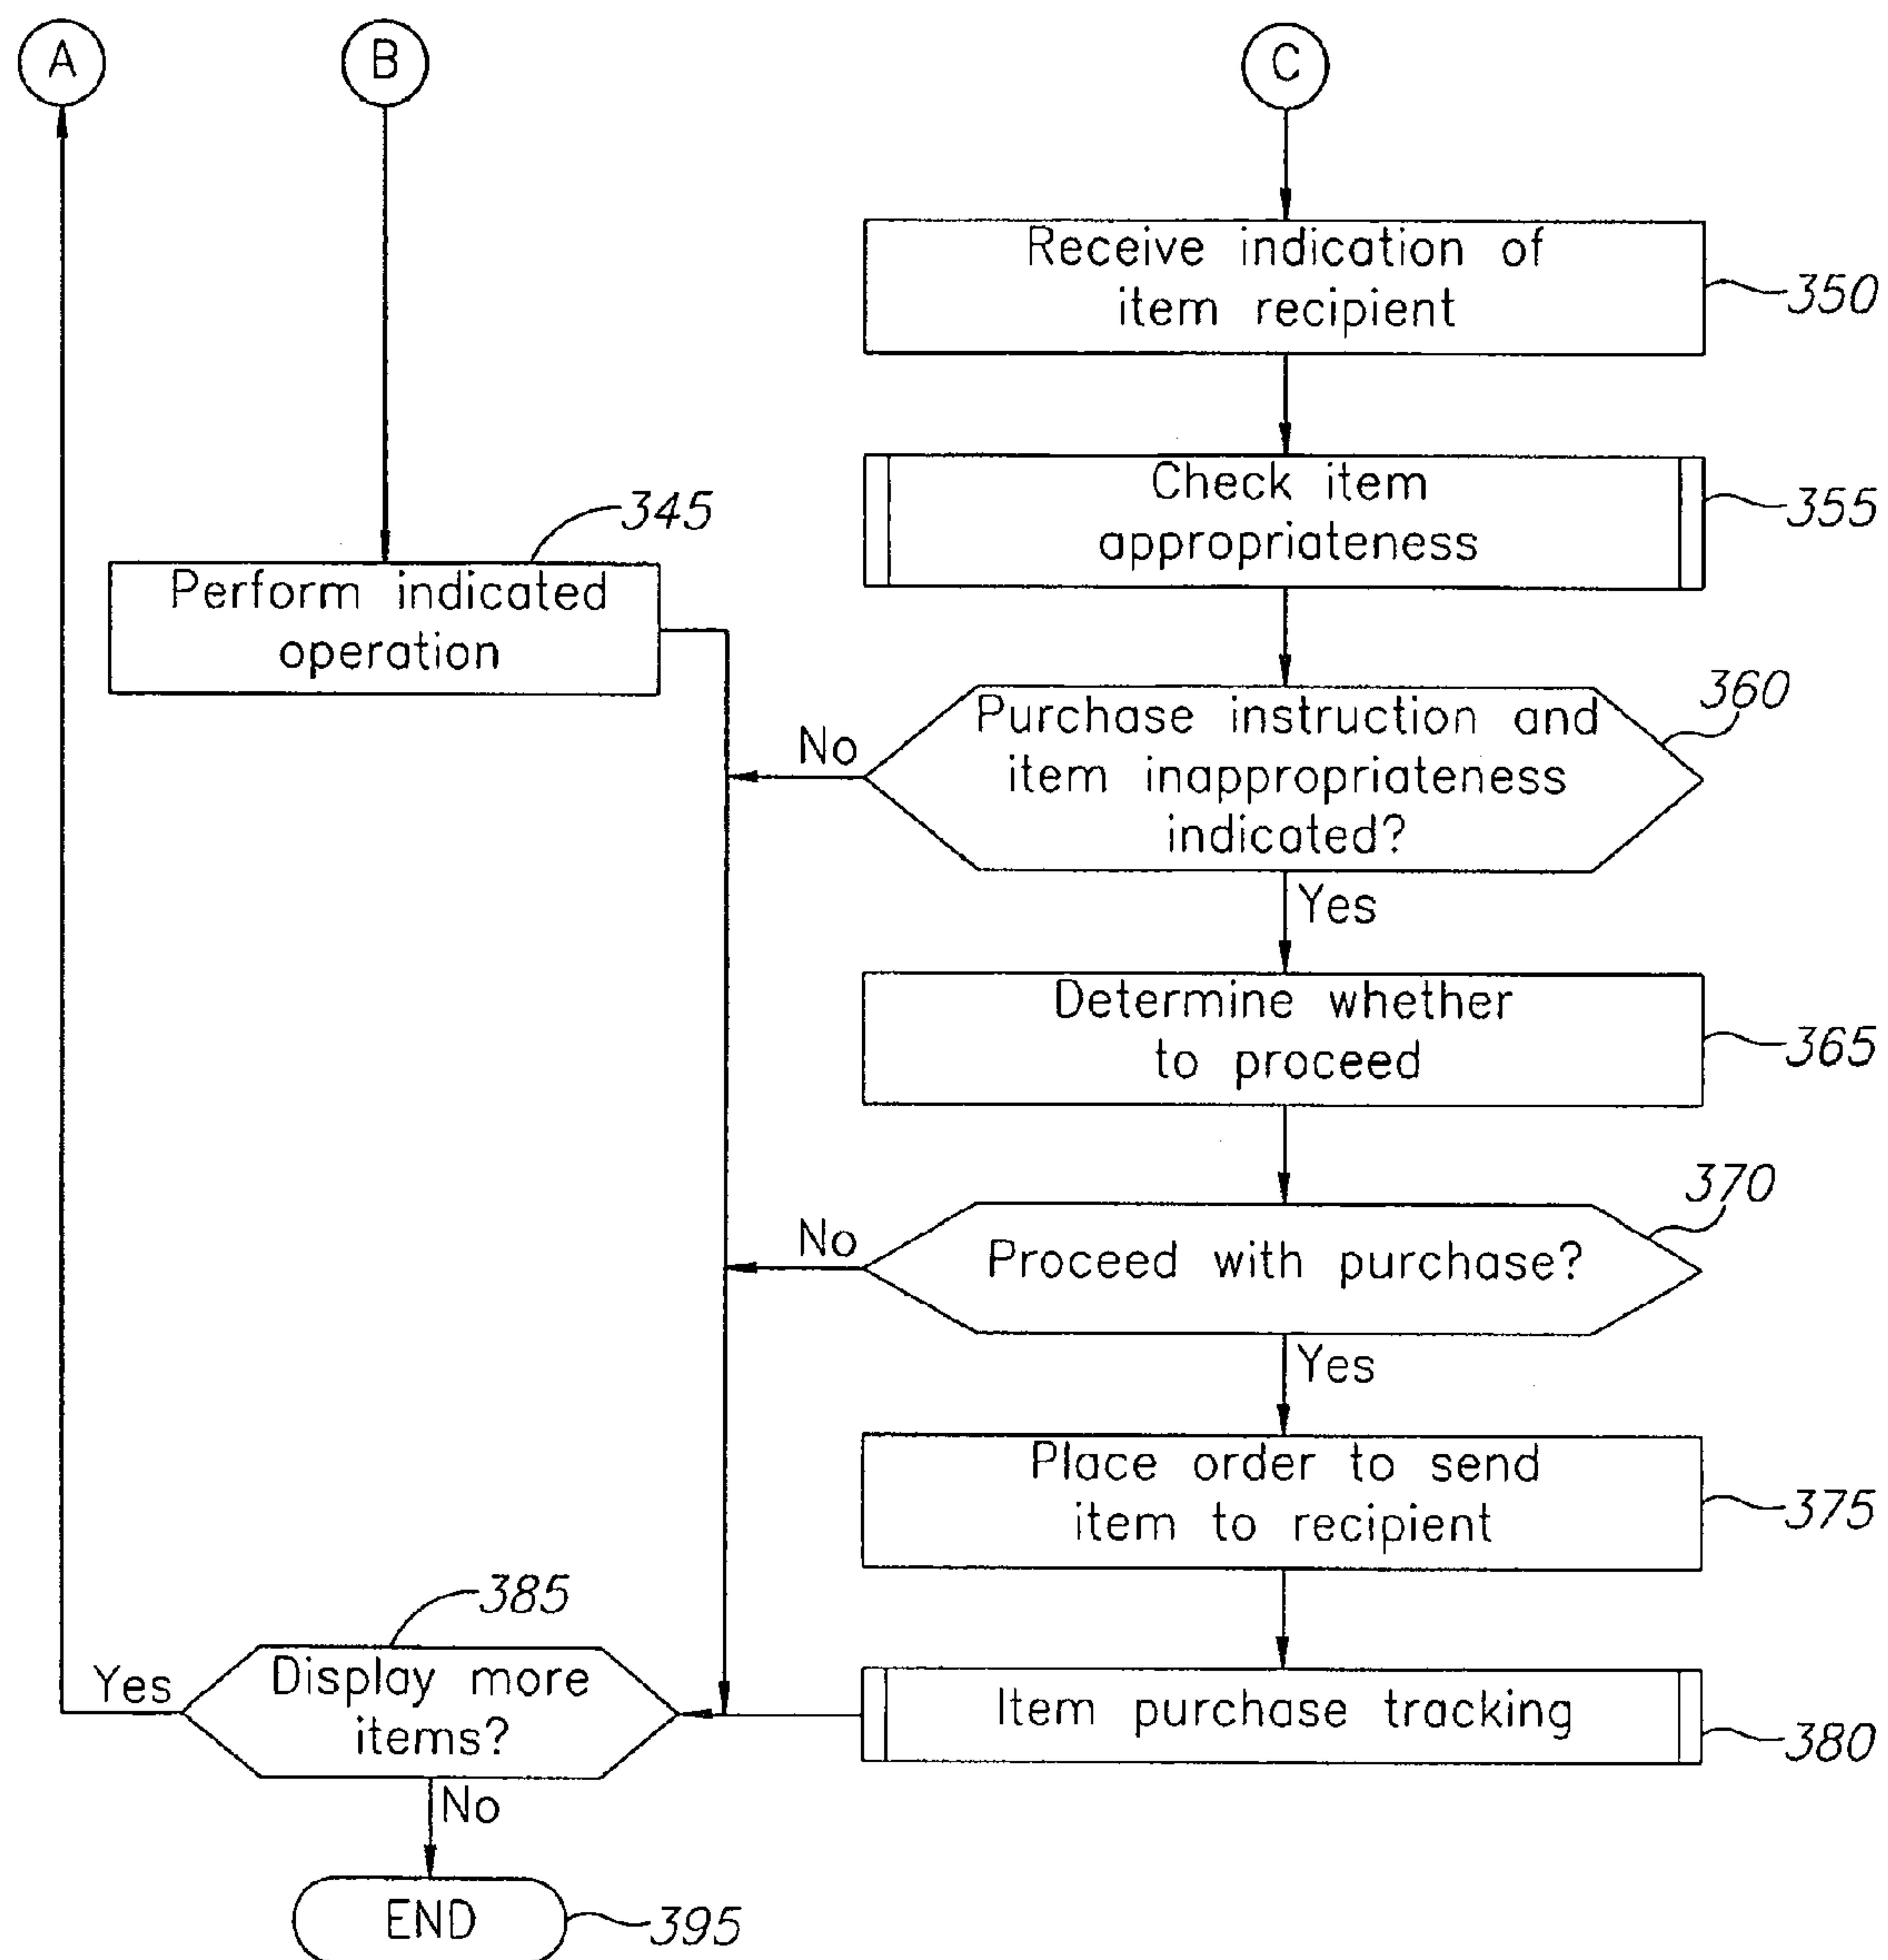 A
B
C
Receive indication of
item recipient
350
Check item
appropriateness
355
345
Perform indicated
operation
Purchase instruction and
item inappropriateness
indicated?
360
No
Yes
Determine whether
to proceed
365
Proceed with purchase?
370
No
Yes
Place order to send
item to recipient
375
385
Display more
items?
Yes
Item purchase tracking
380
No
END
395